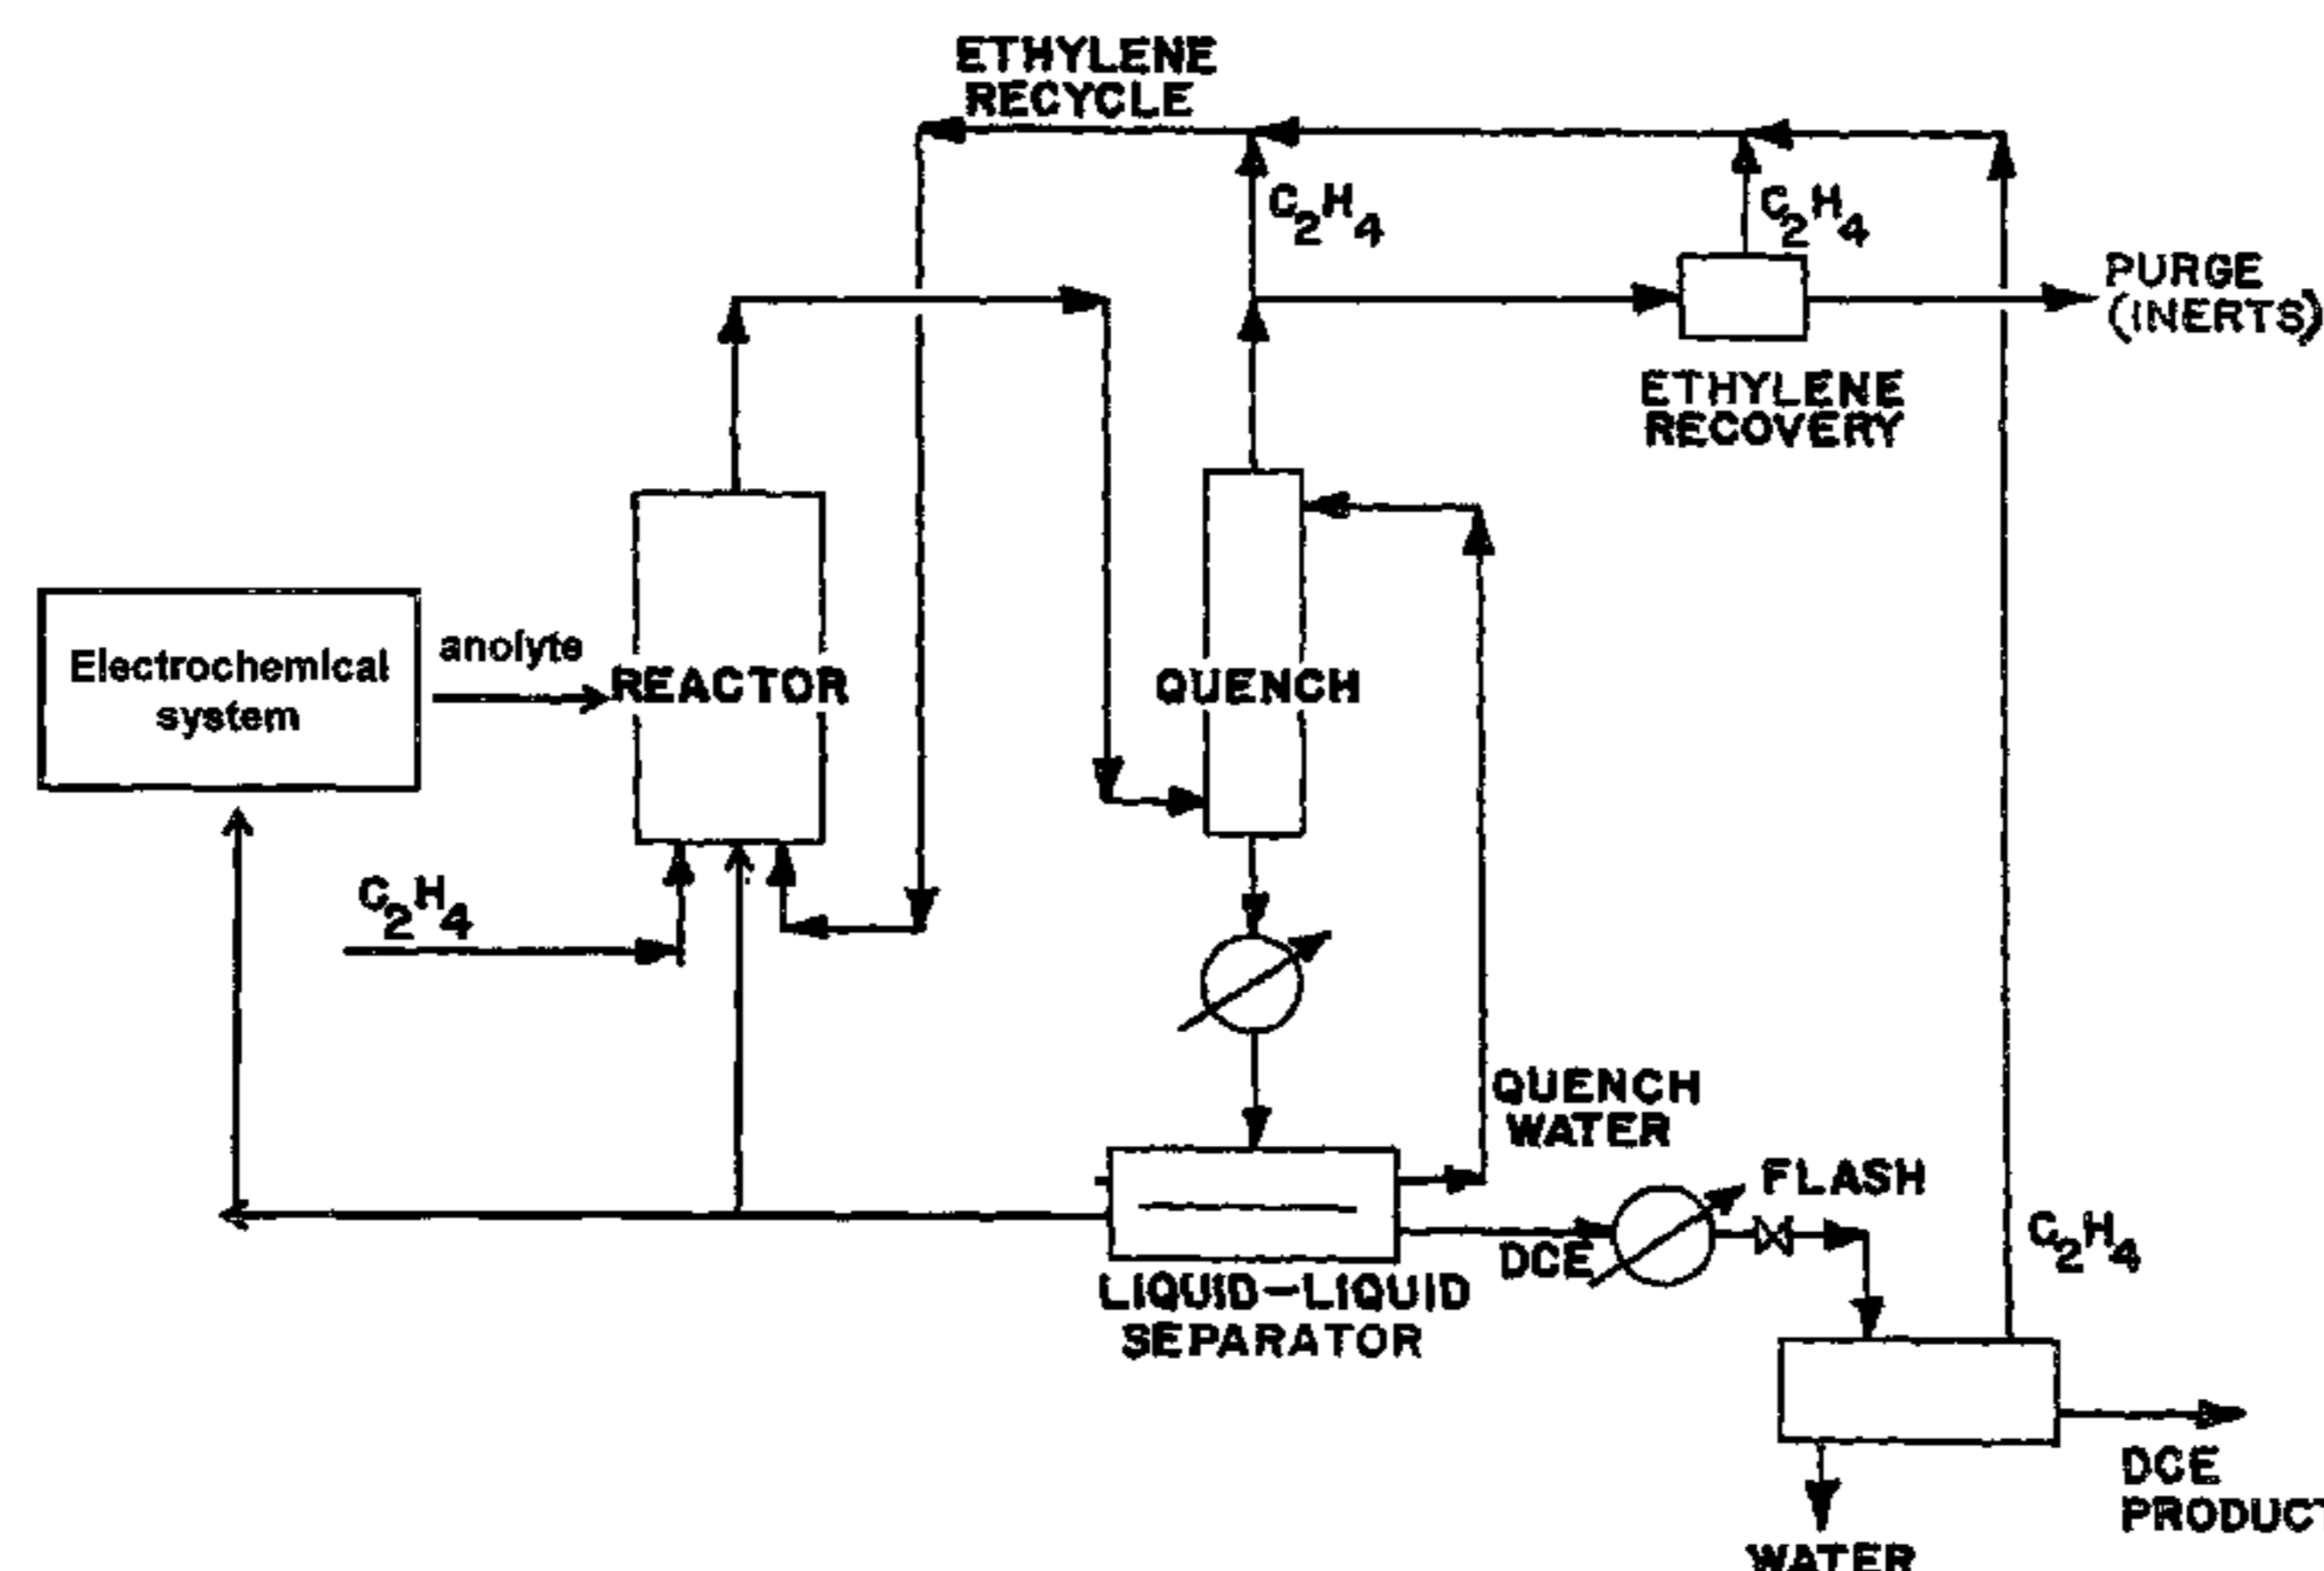 ETHYLENE
RECYCLE
C2H4
C2H4
PURGE
(INERTS)
ETHYLENE
RECOVERY
Electrochemical
system
anolyte
REACTOR
QUENCH
C2H4
QUENCH
WATER
FLASH
DCE
C2H4
LIQUID-LIQUID
SEPARATOR
DCE
PRODUCT
WATER